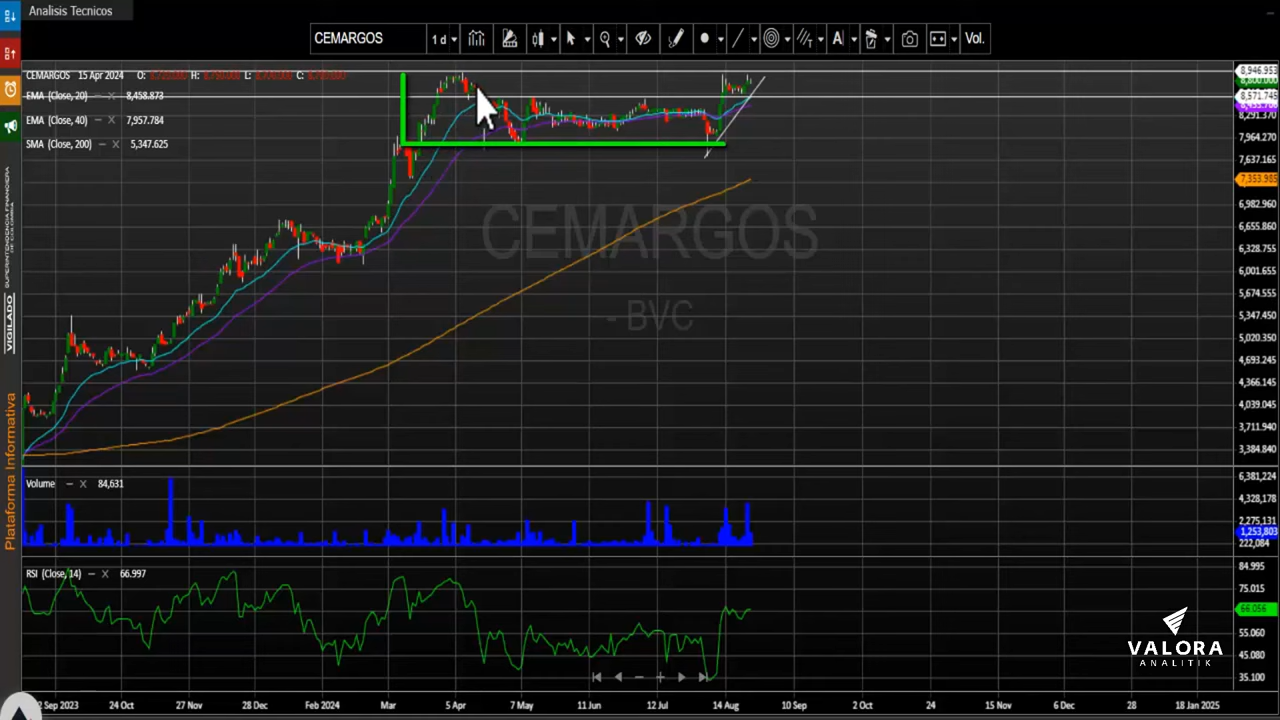 Analisis Tecnicos
CEMARGOS
1 d
A
Vol.
CEMARGOS 15 Apr 2024 O: H: L: C:
EMA (Close, 20) – X 8,458.873
EMA (Close, 40) – X 7,957.784
SMA (Close, 200) – X 5,347.625
8,946.953
8,571.745
8,291.370
7,964.270
7,637.165
7,353.985
6,982.960
6,655.860
6,328.755
6,001.655
5,674.555
5,347.450
5,020.350
4,693.245
4,366.145
4,039.045
3,711.940
3,384.840
CEMARGOS
- BVC
SUPERINTENDENCIA FINANCIERA
DE COLOMBIA
VIGILADO
Plataforma Informativa
Volume – X 84,631
6,381,224
4,328,178
2,275,131
1,253,803
222,084
RSI (Close, 14) – X 66.997
84.995
75.015
66.056
55.060
45.080
35.100
VALORA
ANALITIK
2 Sep 2023 24 Oct 27 Nov 28 Dec Feb 2024 Mar 5 Apr 7 May 11 Jun 12 Jul 14 Aug 10 Sep 2 Oct 24 15 Nov 6 Dec 28 18 Jan 2025